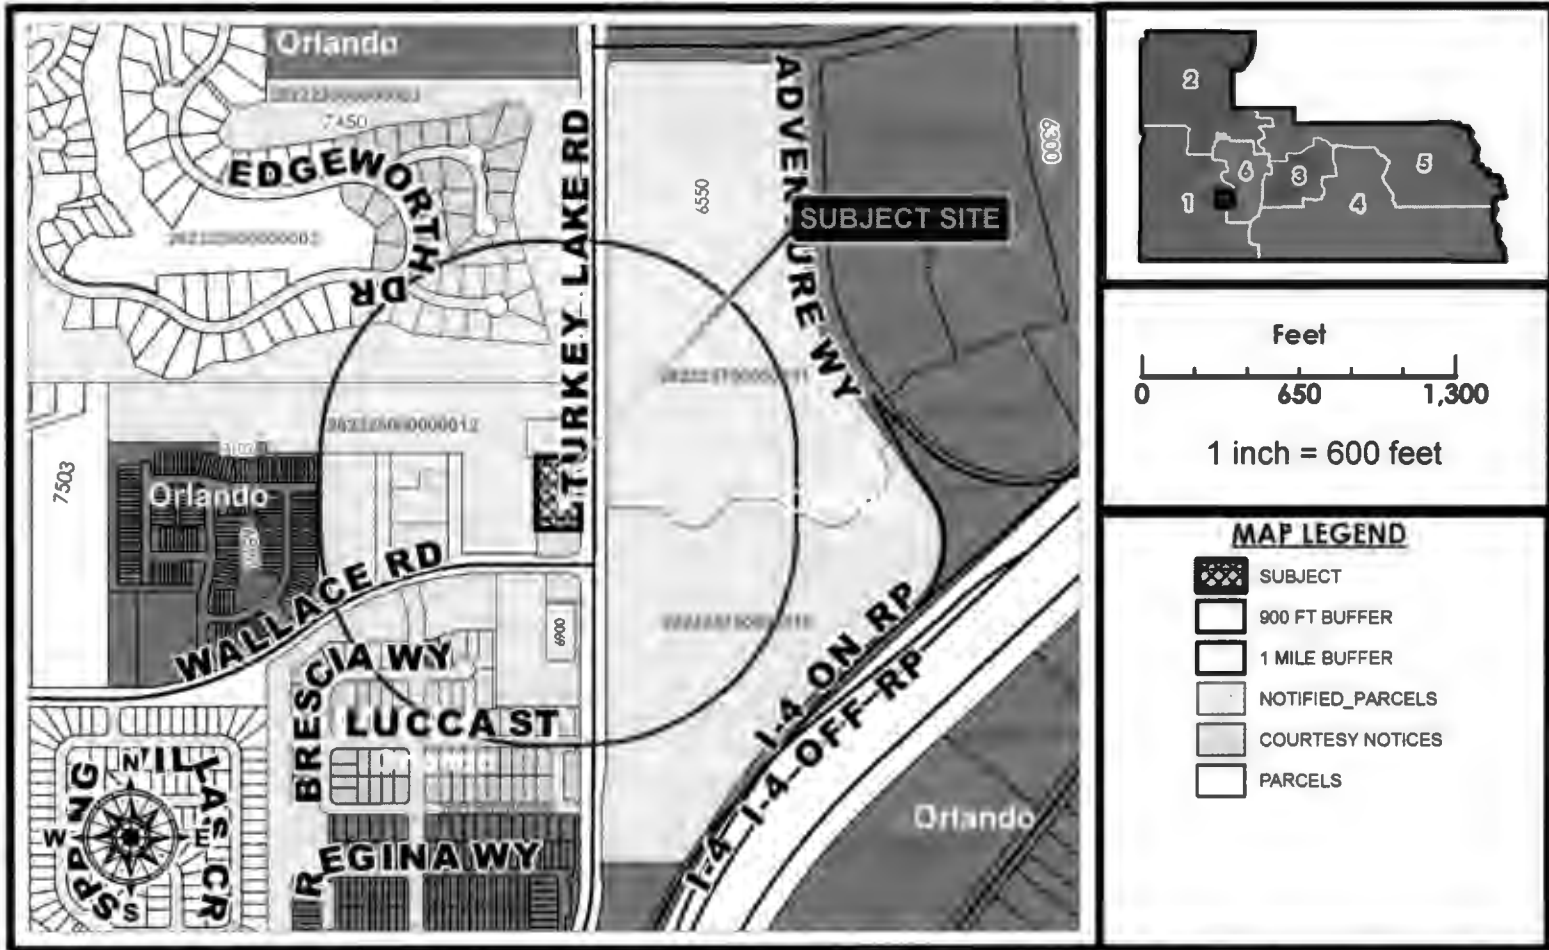 Orlando
7450
EDGEWORTH DR
TURKEY LAKE RD
ADVENTURE WY
6550
6300
SUBJECT SITE
7503
Orlando
WALLACE RD
BRESCIA WY
LUCCA ST
6900
I-4 ON RP
I-4 OFF RP
I-4
SPRING VILLAS CR
N
W
E
S
REGINA WY
Orlando
2
1
6
3
4
5
Feet
0 650 1,300
1 inch = 600 feet
MAP LEGEND
SUBJECT
900 FT BUFFER
1 MILE BUFFER
NOTIFIED_PARCELS
COURTESY NOTICES
PARCELS